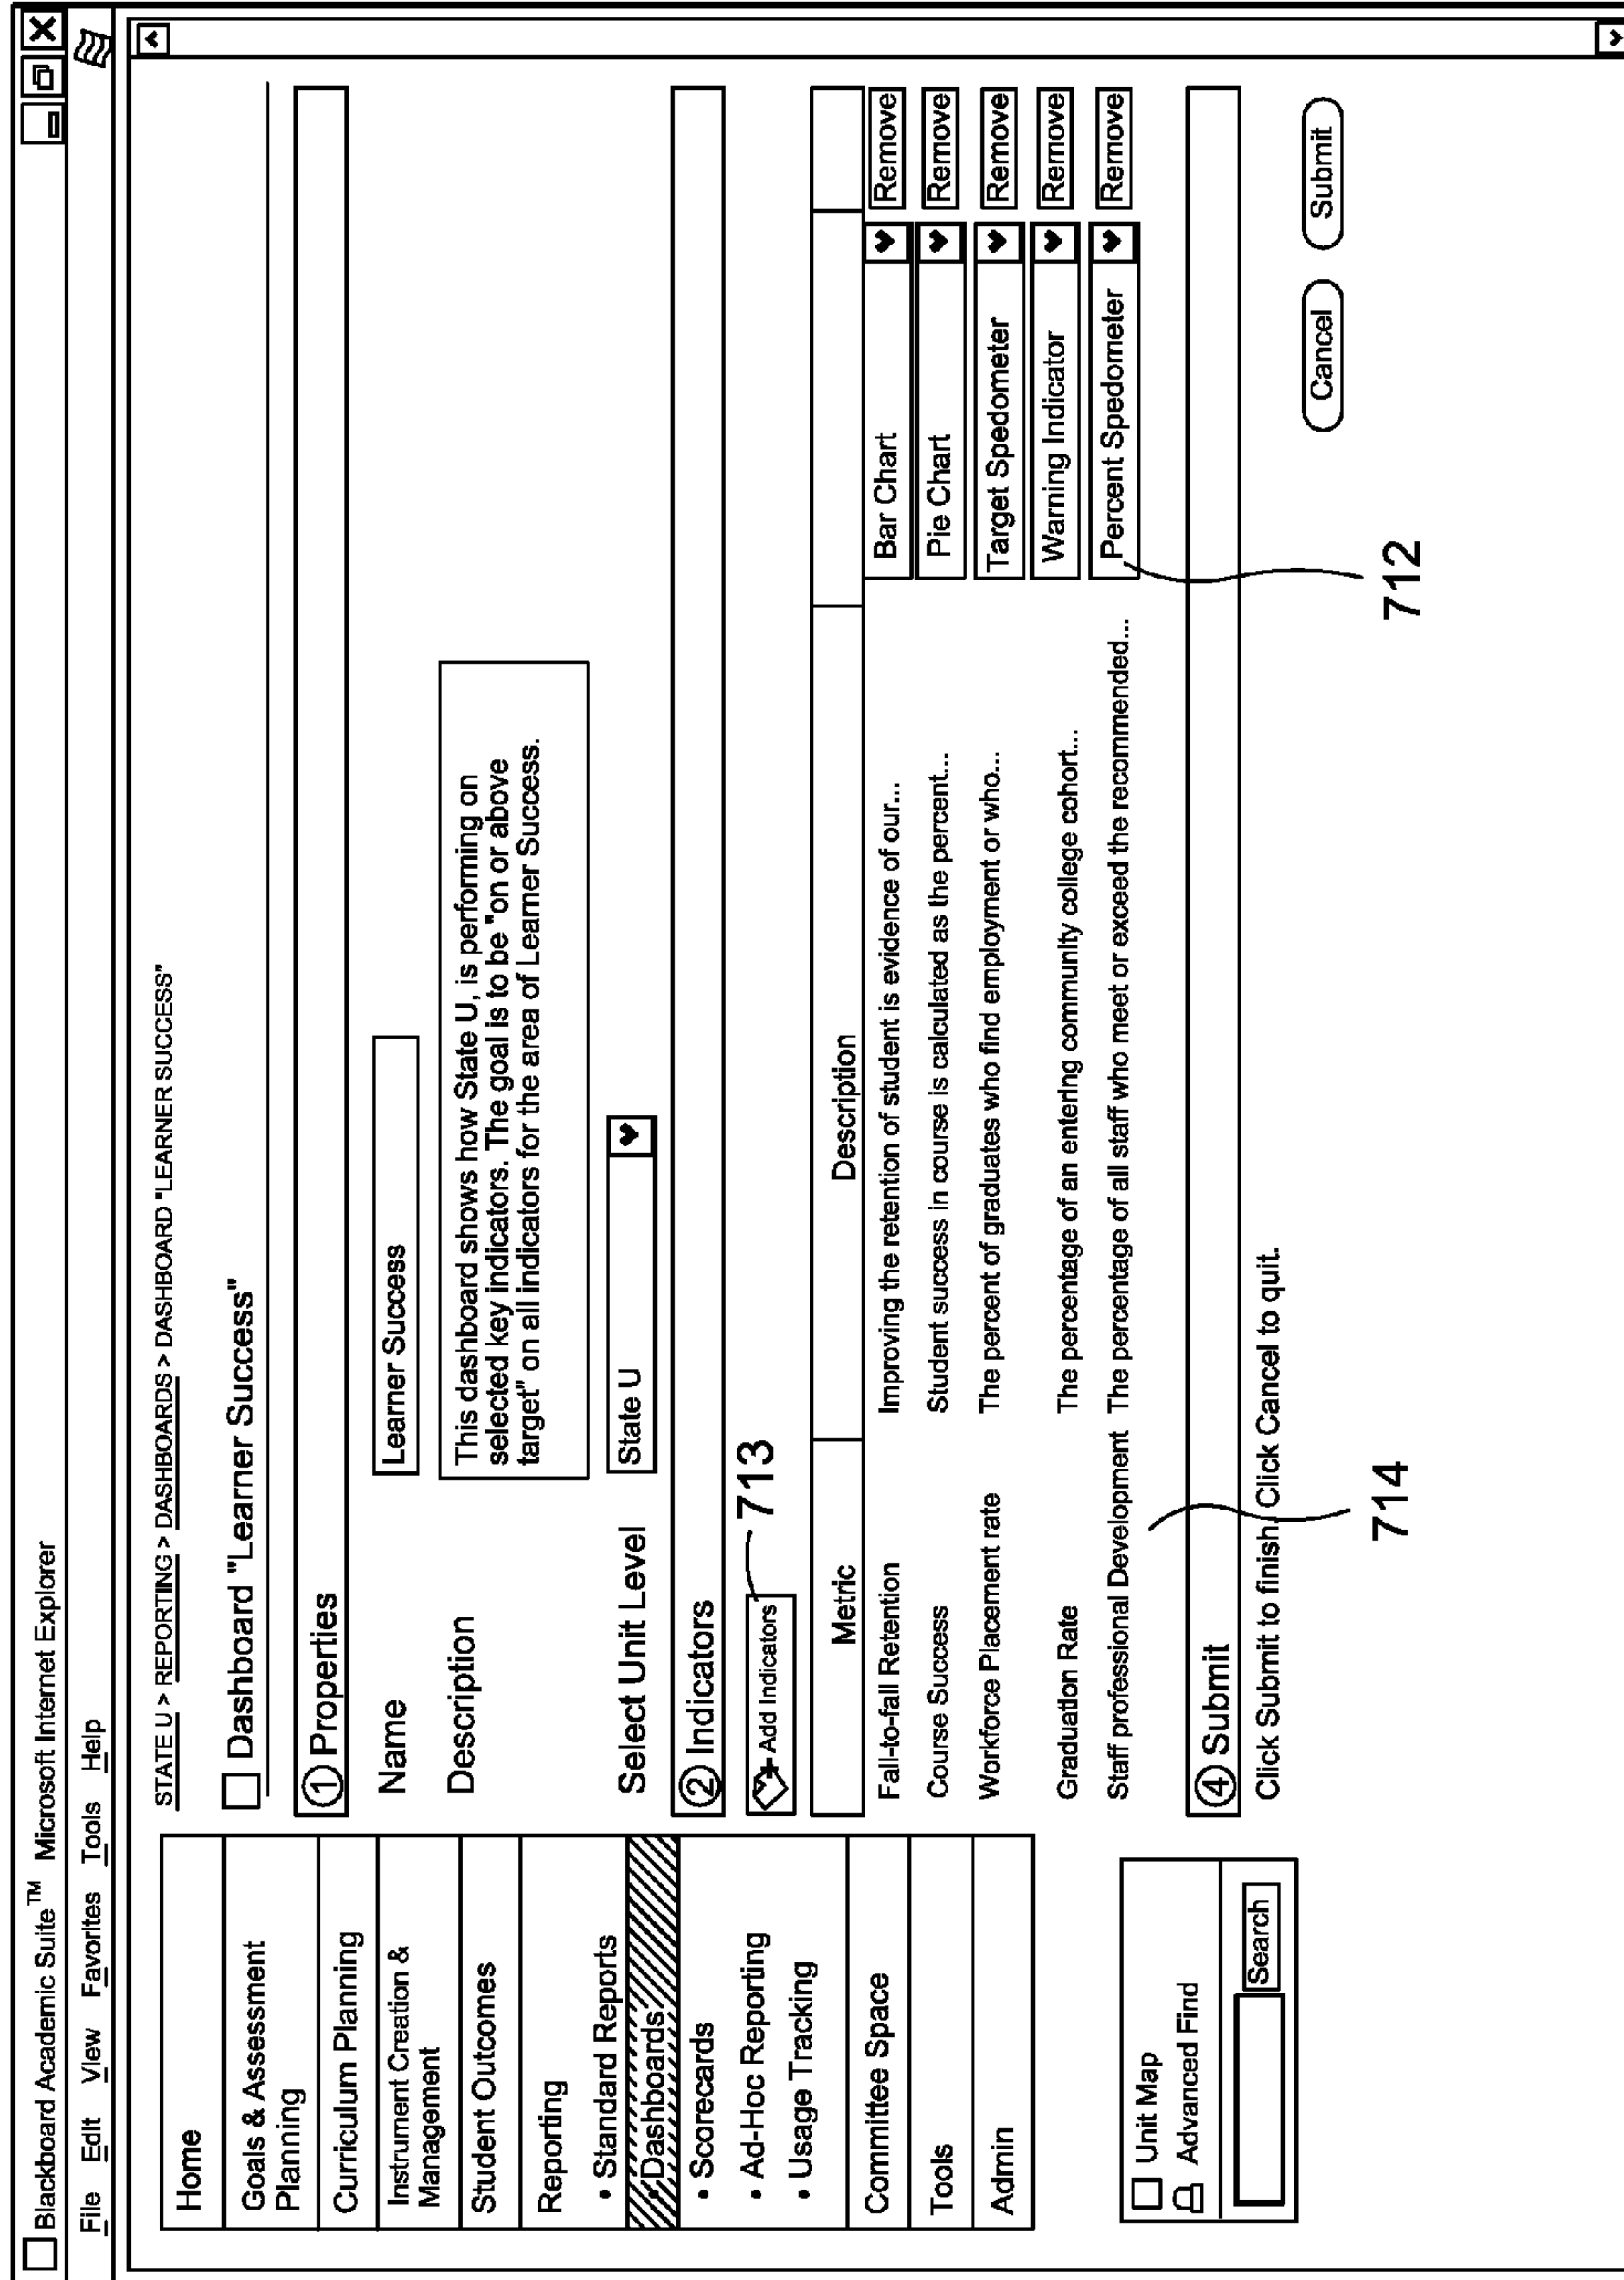 Blackboard Academic Suite™ Microsoft Internet Explorer
File Edit View Favorites Tools Help
Home
Goals & Assessment
Planning
Curriculum Planning
Instrument Creation &
Management
Student Outcomes
Reporting
• Standard Reports
• Dashboards
• Scorecards
• Ad-Hoc Reporting
• Usage Tracking
Committee Space
Tools
Admin
Unit Map
Advanced Find
Search
STATE U > REPORTING > DASHBOARDS > DASHBOARD "LEARNER SUCCESS"
Dashboard "Learner Success"
1 Properties
Name Learner Success
Description
This dashboard shows how State U, is performing on
selected key indicators. The goal is to be "on or above
target" on all indicators for the area of Learner Success.
Select Unit Level State U
2 Indicators
+ Add Indicators 713
Metric Description
Fall-to-fall Retention Improving the retention of student is evidence of our... Bar Chart Remove
Course Success Student success in course is calculated as the percent... Pie Chart Remove
Workforce Placement rate The percent of graduates who find employment or who... Target Spedometer Remove
Graduation Rate The percentage of an entering community college cohort... Warning Indicator Remove
Staff professional Development The percentage of all staff who meet or exceed the recommended... Percent Spedometer Remove
4 Submit
Click Submit to finish. Click Cancel to quit.
Cancel Submit
714 712